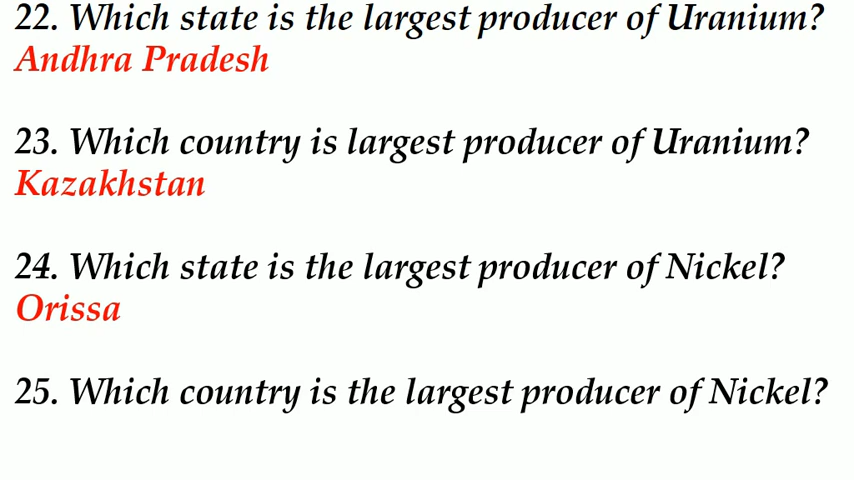 22. Which state is the largest producer of Uranium?
Andhra Pradesh
23. Which country is largest producer of Uranium?
Kazakhstan
24. Which state is the largest producer of Nickel?
Orissa
25. Which country is the largest producer of Nickel?